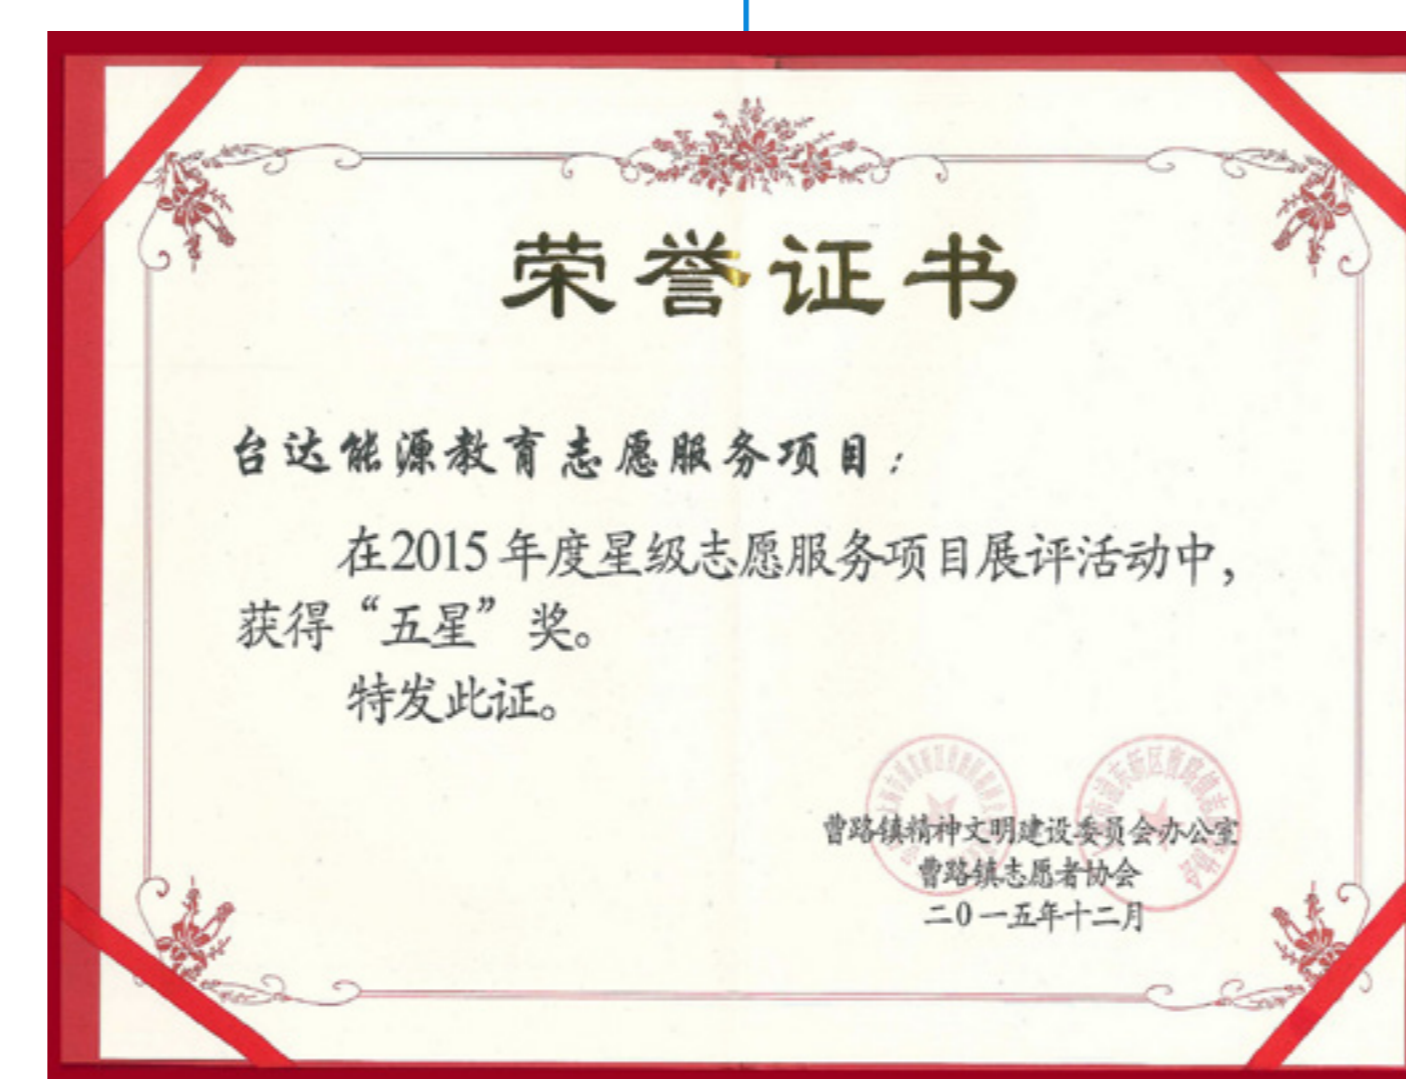 荣誉证书
台达能源教育志愿服务项目：
在2015年度星级志愿服务项目展评活动中，
获得“五星”奖。
特发此证。
曹路镇精神文明建设委员会办公室
曹路镇志愿者协会
二0一五年十二月